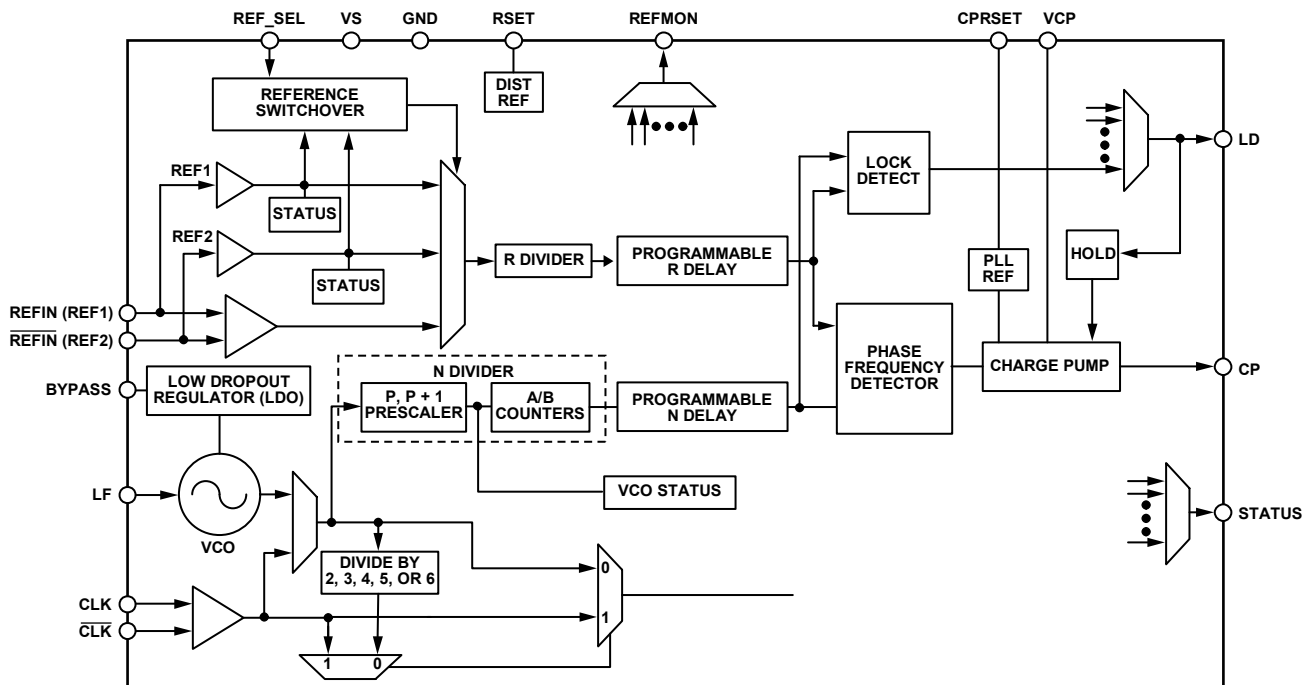 REF_SEL VS GND RSET REFMON CPRSET VCP
DIST
REF
REFERENCE
SWITCHOVER
REF1
STATUS
REF2
STATUS
LOCK
DETECT
LD
HOLD
R DIVIDER
PROGRAMMABLE
R DELAY
PLL
REF
REFIN (REF1)
REFIN (REF2)
BYPASS
LOW DROPOUT
REGULATOR (LDO)
N DIVIDER
P, P + 1
PRESCALER
A/B
COUNTERS
PROGRAMMABLE
N DELAY
PHASE
FREQUENCY
DETECTOR
CHARGE PUMP
CP
LF
VCO
VCO STATUS
STATUS
DIVIDE BY
2, 3, 4, 5, OR 6
0
1
CLK
CLK
1 0